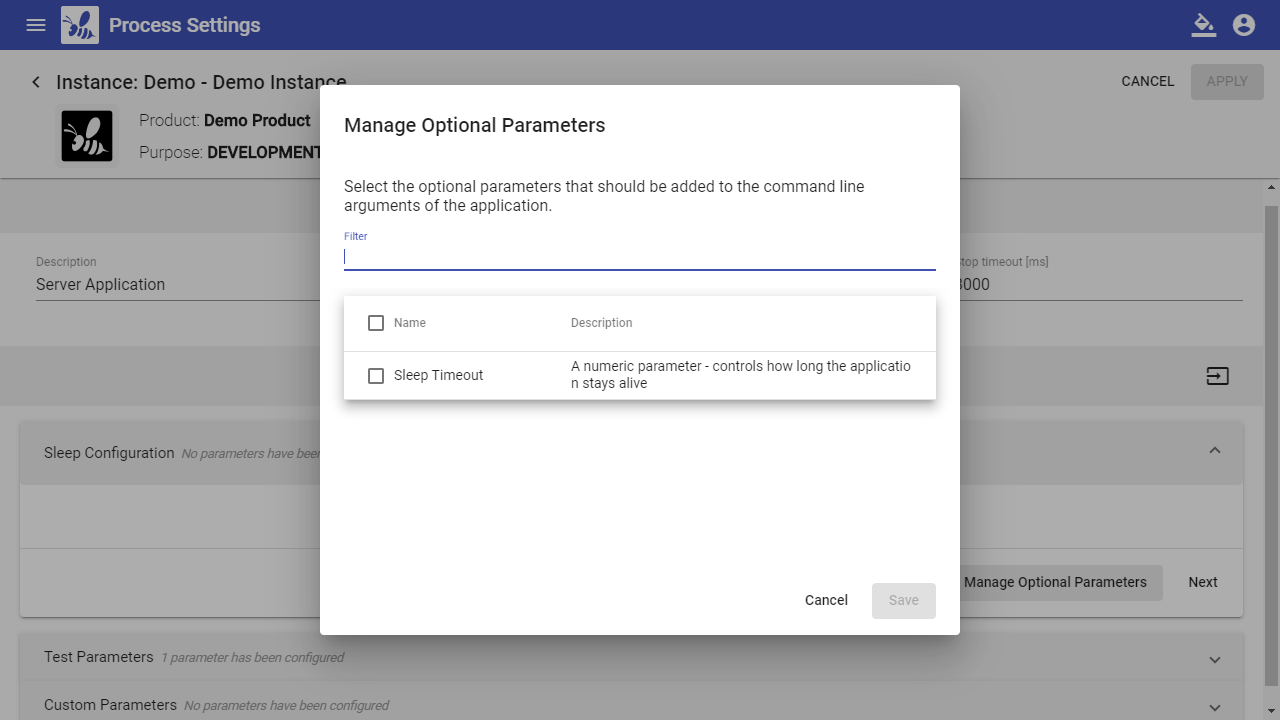 Process Settings
Instance: Demo - Demo Instance
CANCEL
APPLY
Product: Demo Product
Purpose: DEVELOPMENT
Manage Optional Parameters
Select the optional parameters that should be added to the command line
arguments of the application.
Filter
Description
Server Application
Stop timeout [ms]
3000
Name
Description
Sleep Timeout
A numeric parameter - controls how long the applicatio
n stays alive
Sleep Configuration No parameters have been
Cancel
Save
Manage Optional Parameters
Next
Test Parameters 1 parameter has been configured
Custom Parameters No parameters have been configured